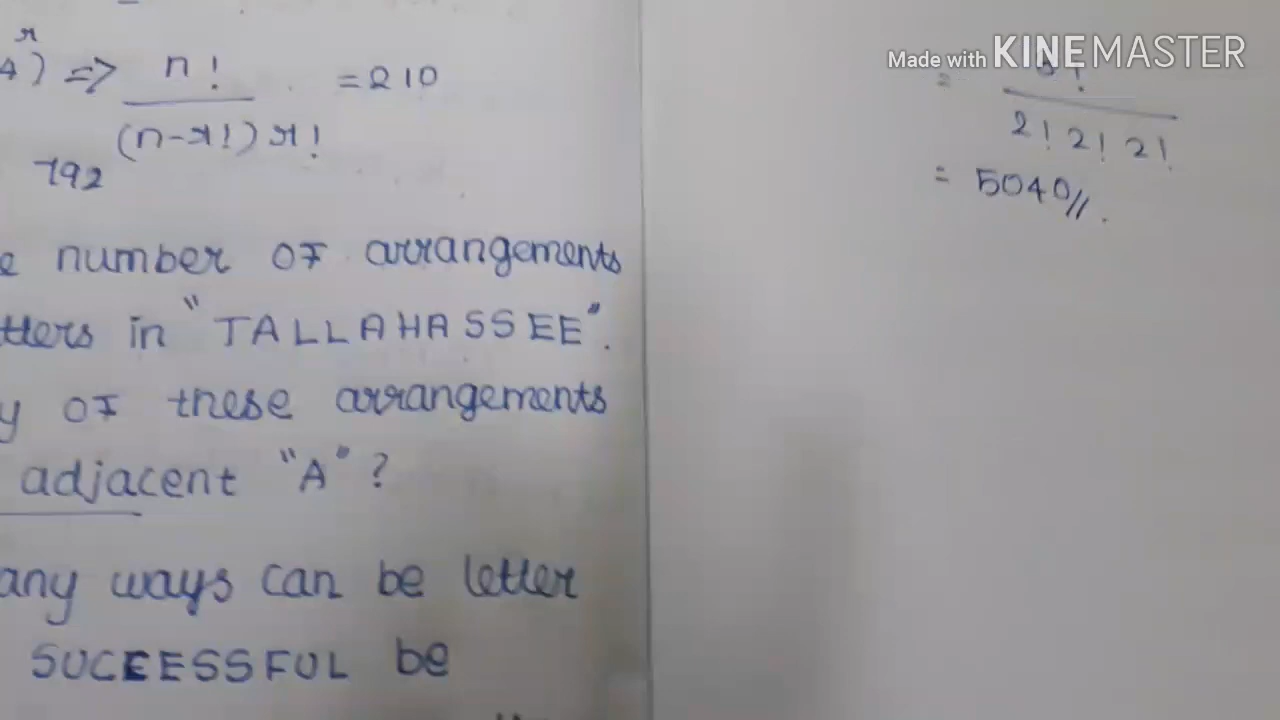 r
4) => n! = 210
(n-r!) r!
792
e number of arrangements
tters in "TALLAHASSEE".
y of these arrangements
adjacent "A"?
any ways can be letter
SUCEESSFUL be
Made with KINEMASTER
=
2! 2! 2!
= 5040//.